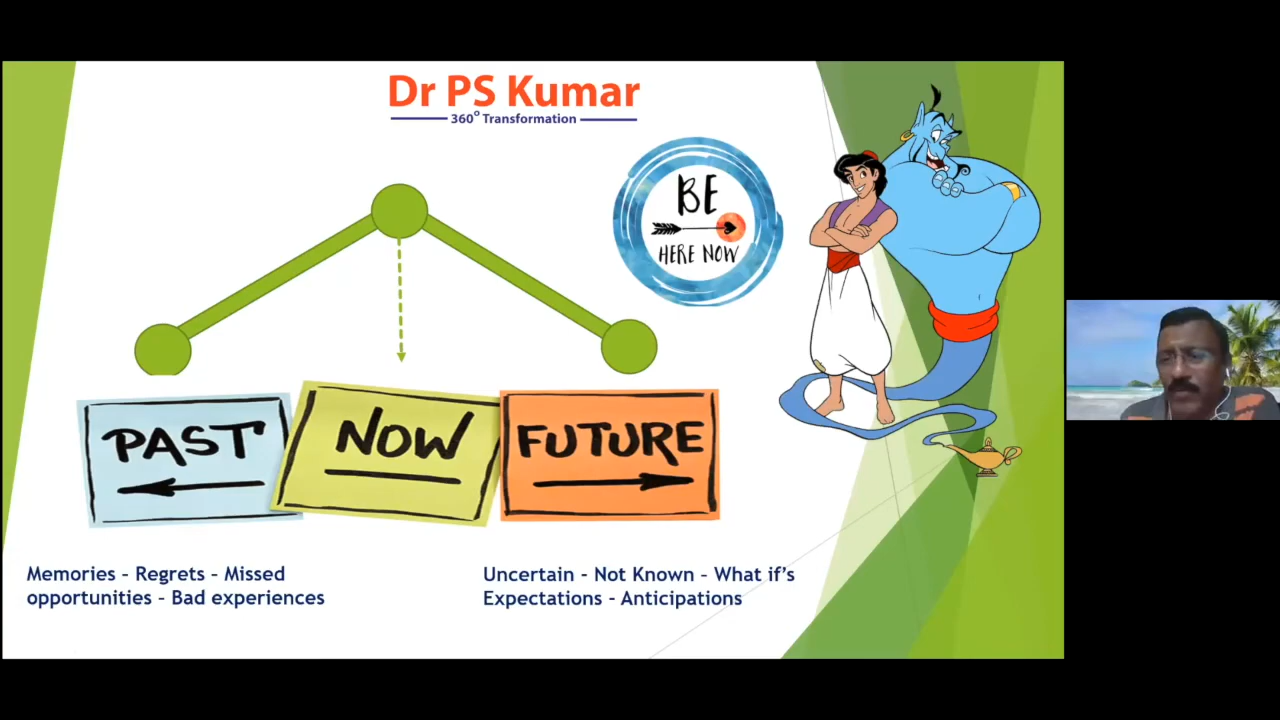 Dr PS Kumar
360° Transformation
BE
HERE NOW
PAST
NOW
FUTURE
Memories – Regrets – Missed
opportunities – Bad experiences
Uncertain - Not Known – What if's
Expectations - Anticipations